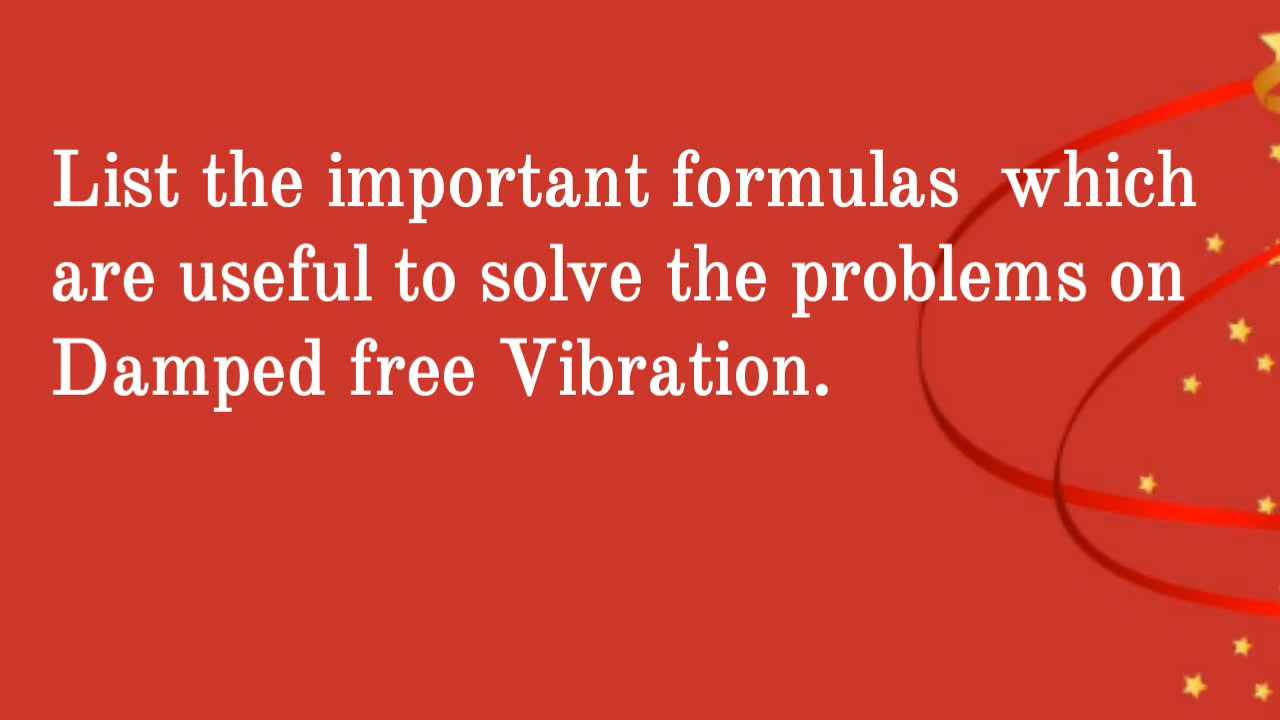 List the important formulas  which
are useful to solve the problems on
Damped free Vibration.